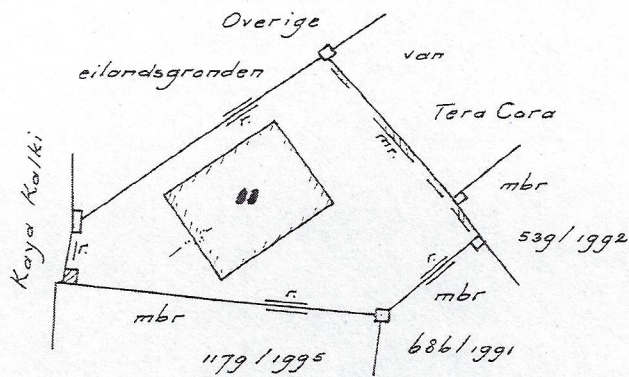 Overige
eilandsgronden
van
r.
Tera Cora
mr.
mbr
Kaya Kalki
r.
539/1992
r.
mbr
r.
mbr
686/1991
1179/1995